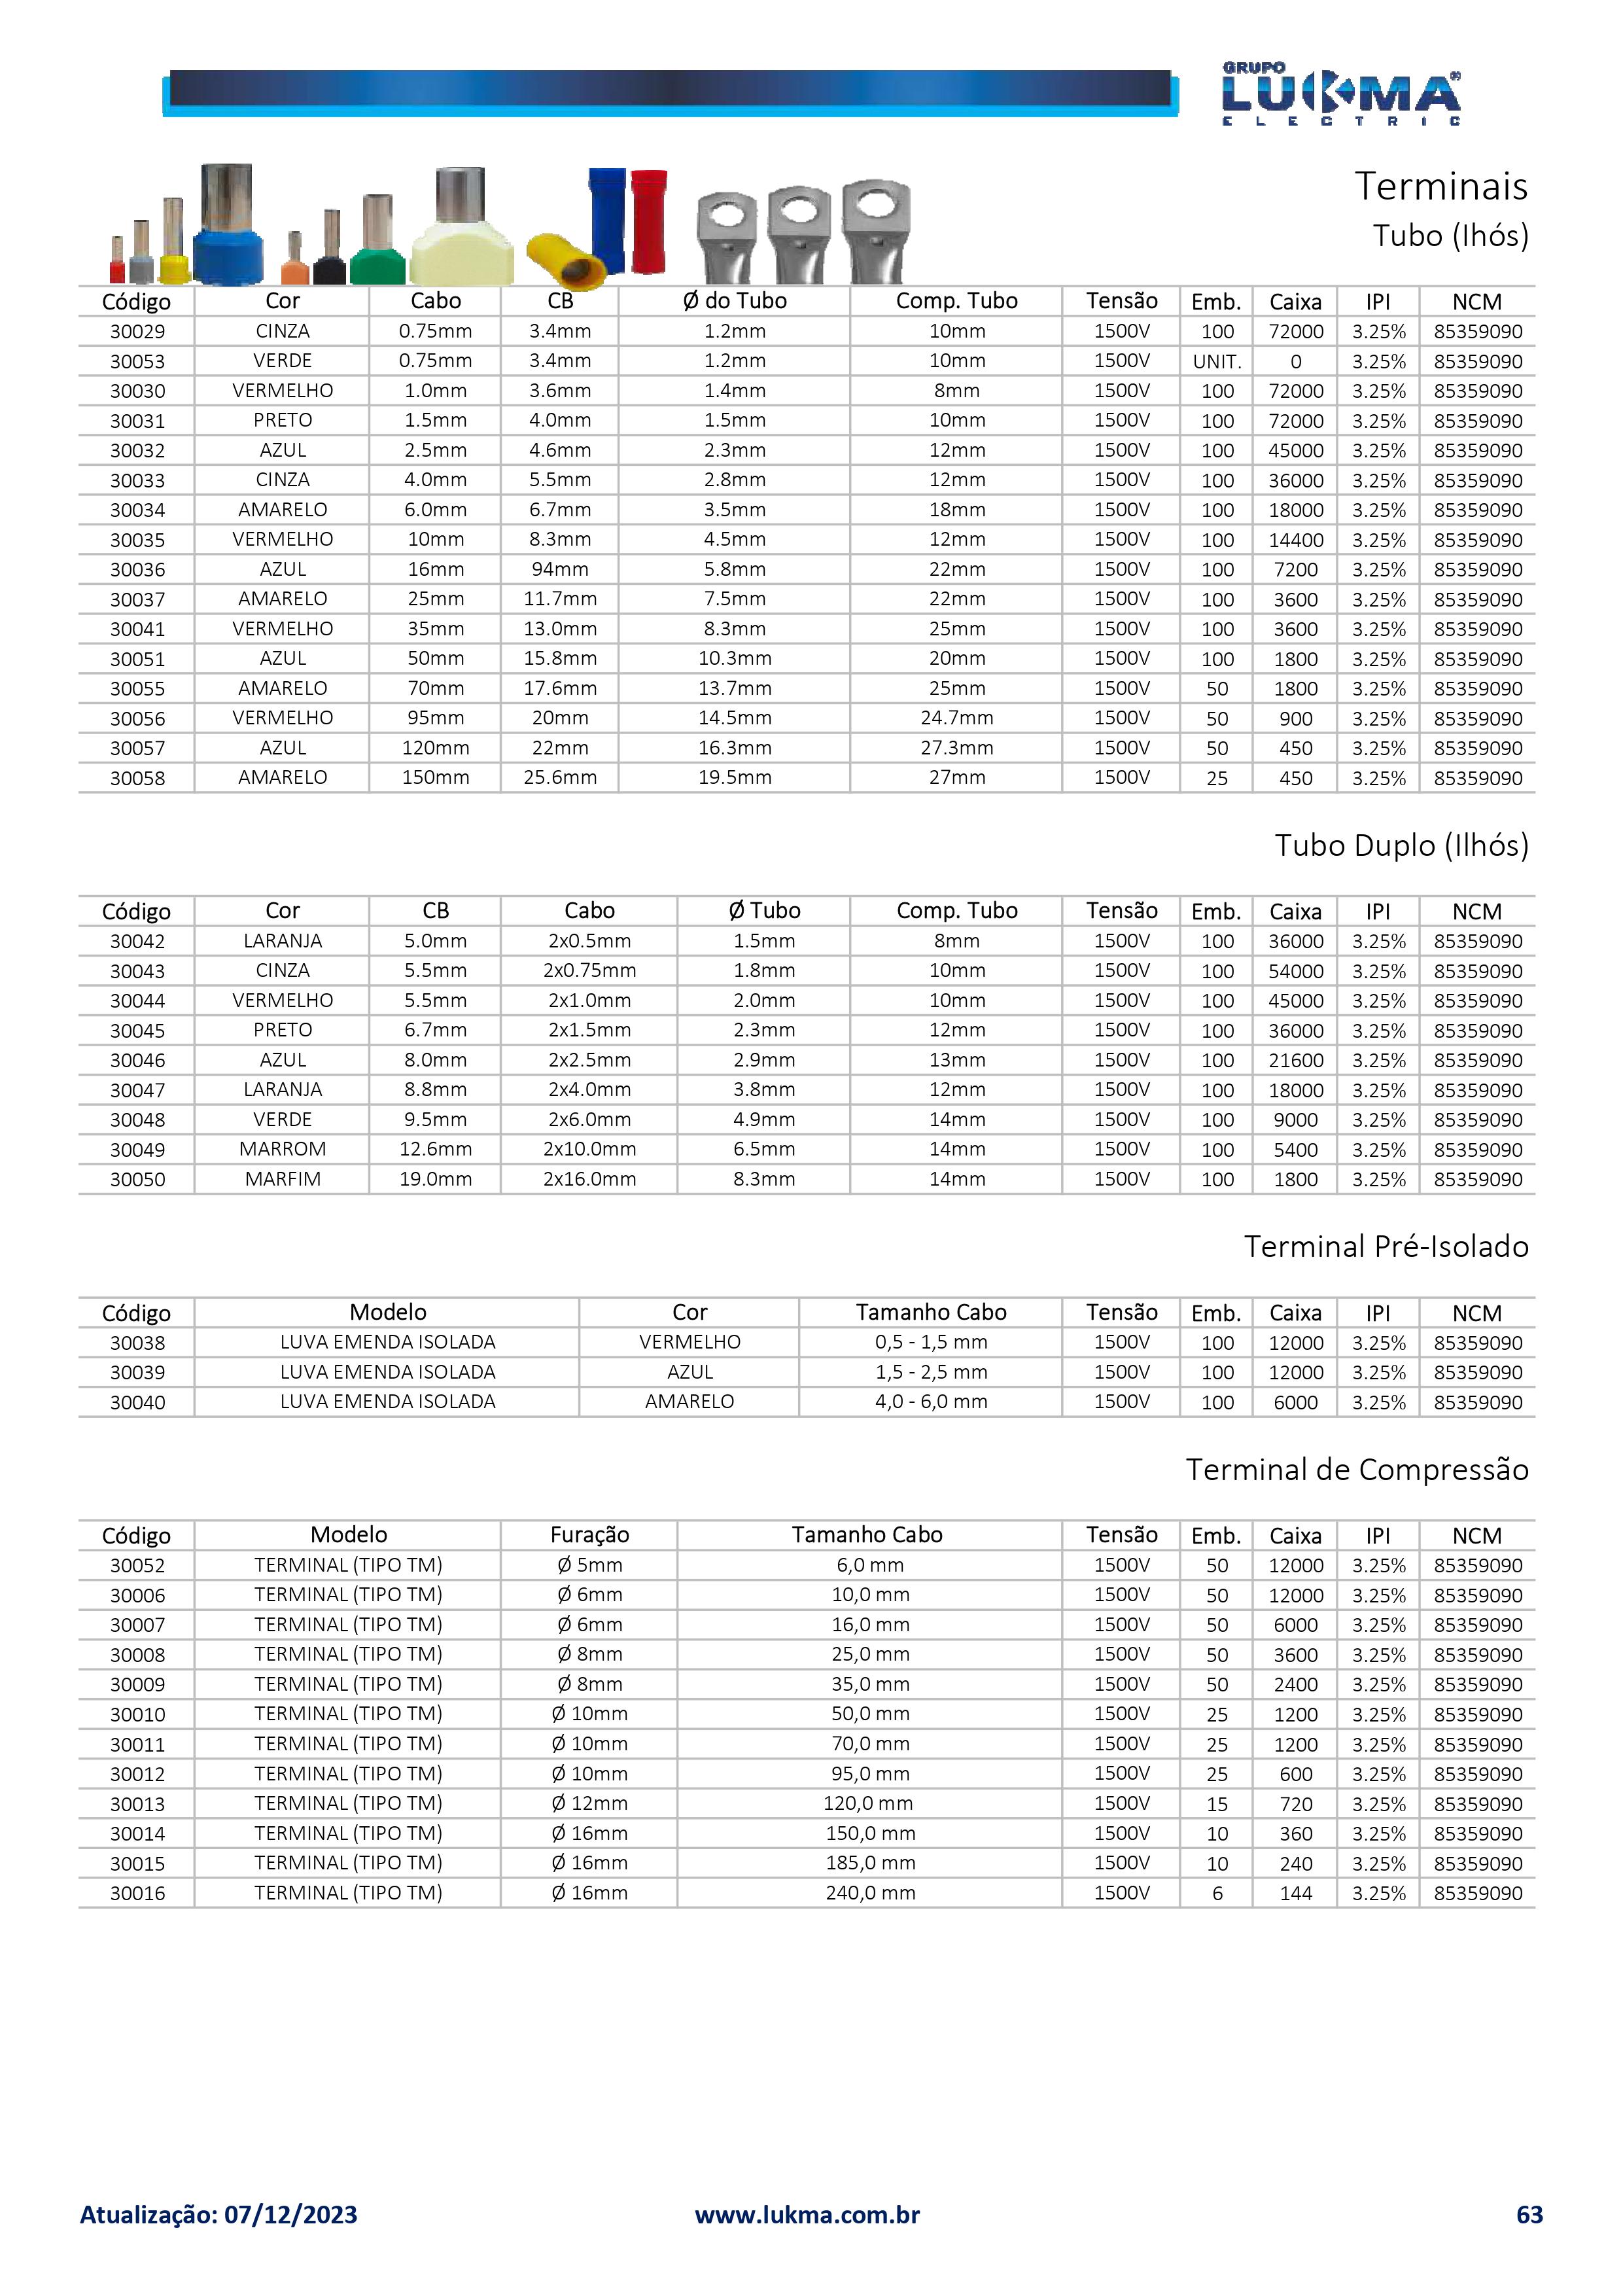 GRUPO
LUKMA®
ELECTRIC
Terminais
Tubo (Ihós)
Código Cor Cabo CB Ø do Tubo Comp. Tubo Tensão Emb. Caixa IPI NCM
30029 CINZA 0.75mm 3.4mm 1.2mm 10mm 1500V 100 72000 3.25% 85359090
30053 VERDE 0.75mm 3.4mm 1.2mm 10mm 1500V UNIT. 0 3.25% 85359090
30030 VERMELHO 1.0mm 3.6mm 1.4mm 8mm 1500V 100 72000 3.25% 85359090
30031 PRETO 1.5mm 4.0mm 1.5mm 10mm 1500V 100 72000 3.25% 85359090
30032 AZUL 2.5mm 4.6mm 2.3mm 12mm 1500V 100 45000 3.25% 85359090
30033 CINZA 4.0mm 5.5mm 2.8mm 12mm 1500V 100 36000 3.25% 85359090
30034 AMARELO 6.0mm 6.7mm 3.5mm 18mm 1500V 100 18000 3.25% 85359090
30035 VERMELHO 10mm 8.3mm 4.5mm 12mm 1500V 100 14400 3.25% 85359090
30036 AZUL 16mm 94mm 5.8mm 22mm 1500V 100 7200 3.25% 85359090
30037 AMARELO 25mm 11.7mm 7.5mm 22mm 1500V 100 3600 3.25% 85359090
30041 VERMELHO 35mm 13.0mm 8.3mm 25mm 1500V 100 3600 3.25% 85359090
30051 AZUL 50mm 15.8mm 10.3mm 20mm 1500V 100 1800 3.25% 85359090
30055 AMARELO 70mm 17.6mm 13.7mm 25mm 1500V 50 1800 3.25% 85359090
30056 VERMELHO 95mm 20mm 14.5mm 24.7mm 1500V 50 900 3.25% 85359090
30057 AZUL 120mm 22mm 16.3mm 27.3mm 1500V 50 450 3.25% 85359090
30058 AMARELO 150mm 25.6mm 19.5mm 27mm 1500V 25 450 3.25% 85359090
Tubo Duplo (Ilhós)
Código Cor CB Cabo Ø Tubo Comp. Tubo Tensão Emb. Caixa IPI NCM
30042 LARANJA 5.0mm 2x0.5mm 1.5mm 8mm 1500V 100 36000 3.25% 85359090
30043 CINZA 5.5mm 2x0.75mm 1.8mm 10mm 1500V 100 54000 3.25% 85359090
30044 VERMELHO 5.5mm 2x1.0mm 2.0mm 10mm 1500V 100 45000 3.25% 85359090
30045 PRETO 6.7mm 2x1.5mm 2.3mm 12mm 1500V 100 36000 3.25% 85359090
30046 AZUL 8.0mm 2x2.5mm 2.9mm 13mm 1500V 100 21600 3.25% 85359090
30047 LARANJA 8.8mm 2x4.0mm 3.8mm 12mm 1500V 100 18000 3.25% 85359090
30048 VERDE 9.5mm 2x6.0mm 4.9mm 14mm 1500V 100 9000 3.25% 85359090
30049 MARROM 12.6mm 2x10.0mm 6.5mm 14mm 1500V 100 5400 3.25% 85359090
30050 MARFIM 19.0mm 2x16.0mm 8.3mm 14mm 1500V 100 1800 3.25% 85359090
Terminal Pré-Isolado
Código Modelo Cor Tamanho Cabo Tensão Emb. Caixa IPI NCM
30038 LUVA EMENDA ISOLADA VERMELHO 0,5 - 1,5 mm 1500V 100 12000 3.25% 85359090
30039 LUVA EMENDA ISOLADA AZUL 1,5 - 2,5 mm 1500V 100 12000 3.25% 85359090
30040 LUVA EMENDA ISOLADA AMARELO 4,0 - 6,0 mm 1500V 100 6000 3.25% 85359090
Terminal de Compressão
Código Modelo Furação Tamanho Cabo Tensão Emb. Caixa IPI NCM
30052 TERMINAL (TIPO TM) Ø 5mm 6,0 mm 1500V 50 12000 3.25% 85359090
30006 TERMINAL (TIPO TM) Ø 6mm 10,0 mm 1500V 50 12000 3.25% 85359090
30007 TERMINAL (TIPO TM) Ø 6mm 16,0 mm 1500V 50 6000 3.25% 85359090
30008 TERMINAL (TIPO TM) Ø 8mm 25,0 mm 1500V 50 3600 3.25% 85359090
30009 TERMINAL (TIPO TM) Ø 8mm 35,0 mm 1500V 50 2400 3.25% 85359090
30010 TERMINAL (TIPO TM) Ø 10mm 50,0 mm 1500V 25 1200 3.25% 85359090
30011 TERMINAL (TIPO TM) Ø 10mm 70,0 mm 1500V 25 1200 3.25% 85359090
30012 TERMINAL (TIPO TM) Ø 10mm 95,0 mm 1500V 25 600 3.25% 85359090
30013 TERMINAL (TIPO TM) Ø 12mm 120,0 mm 1500V 15 720 3.25% 85359090
30014 TERMINAL (TIPO TM) Ø 16mm 150,0 mm 1500V 10 360 3.25% 85359090
30015 TERMINAL (TIPO TM) Ø 16mm 185,0 mm 1500V 10 240 3.25% 85359090
30016 TERMINAL (TIPO TM) Ø 16mm 240,0 mm 1500V 6 144 3.25% 85359090
Atualização: 07/12/2023 www.lukma.com.br 63